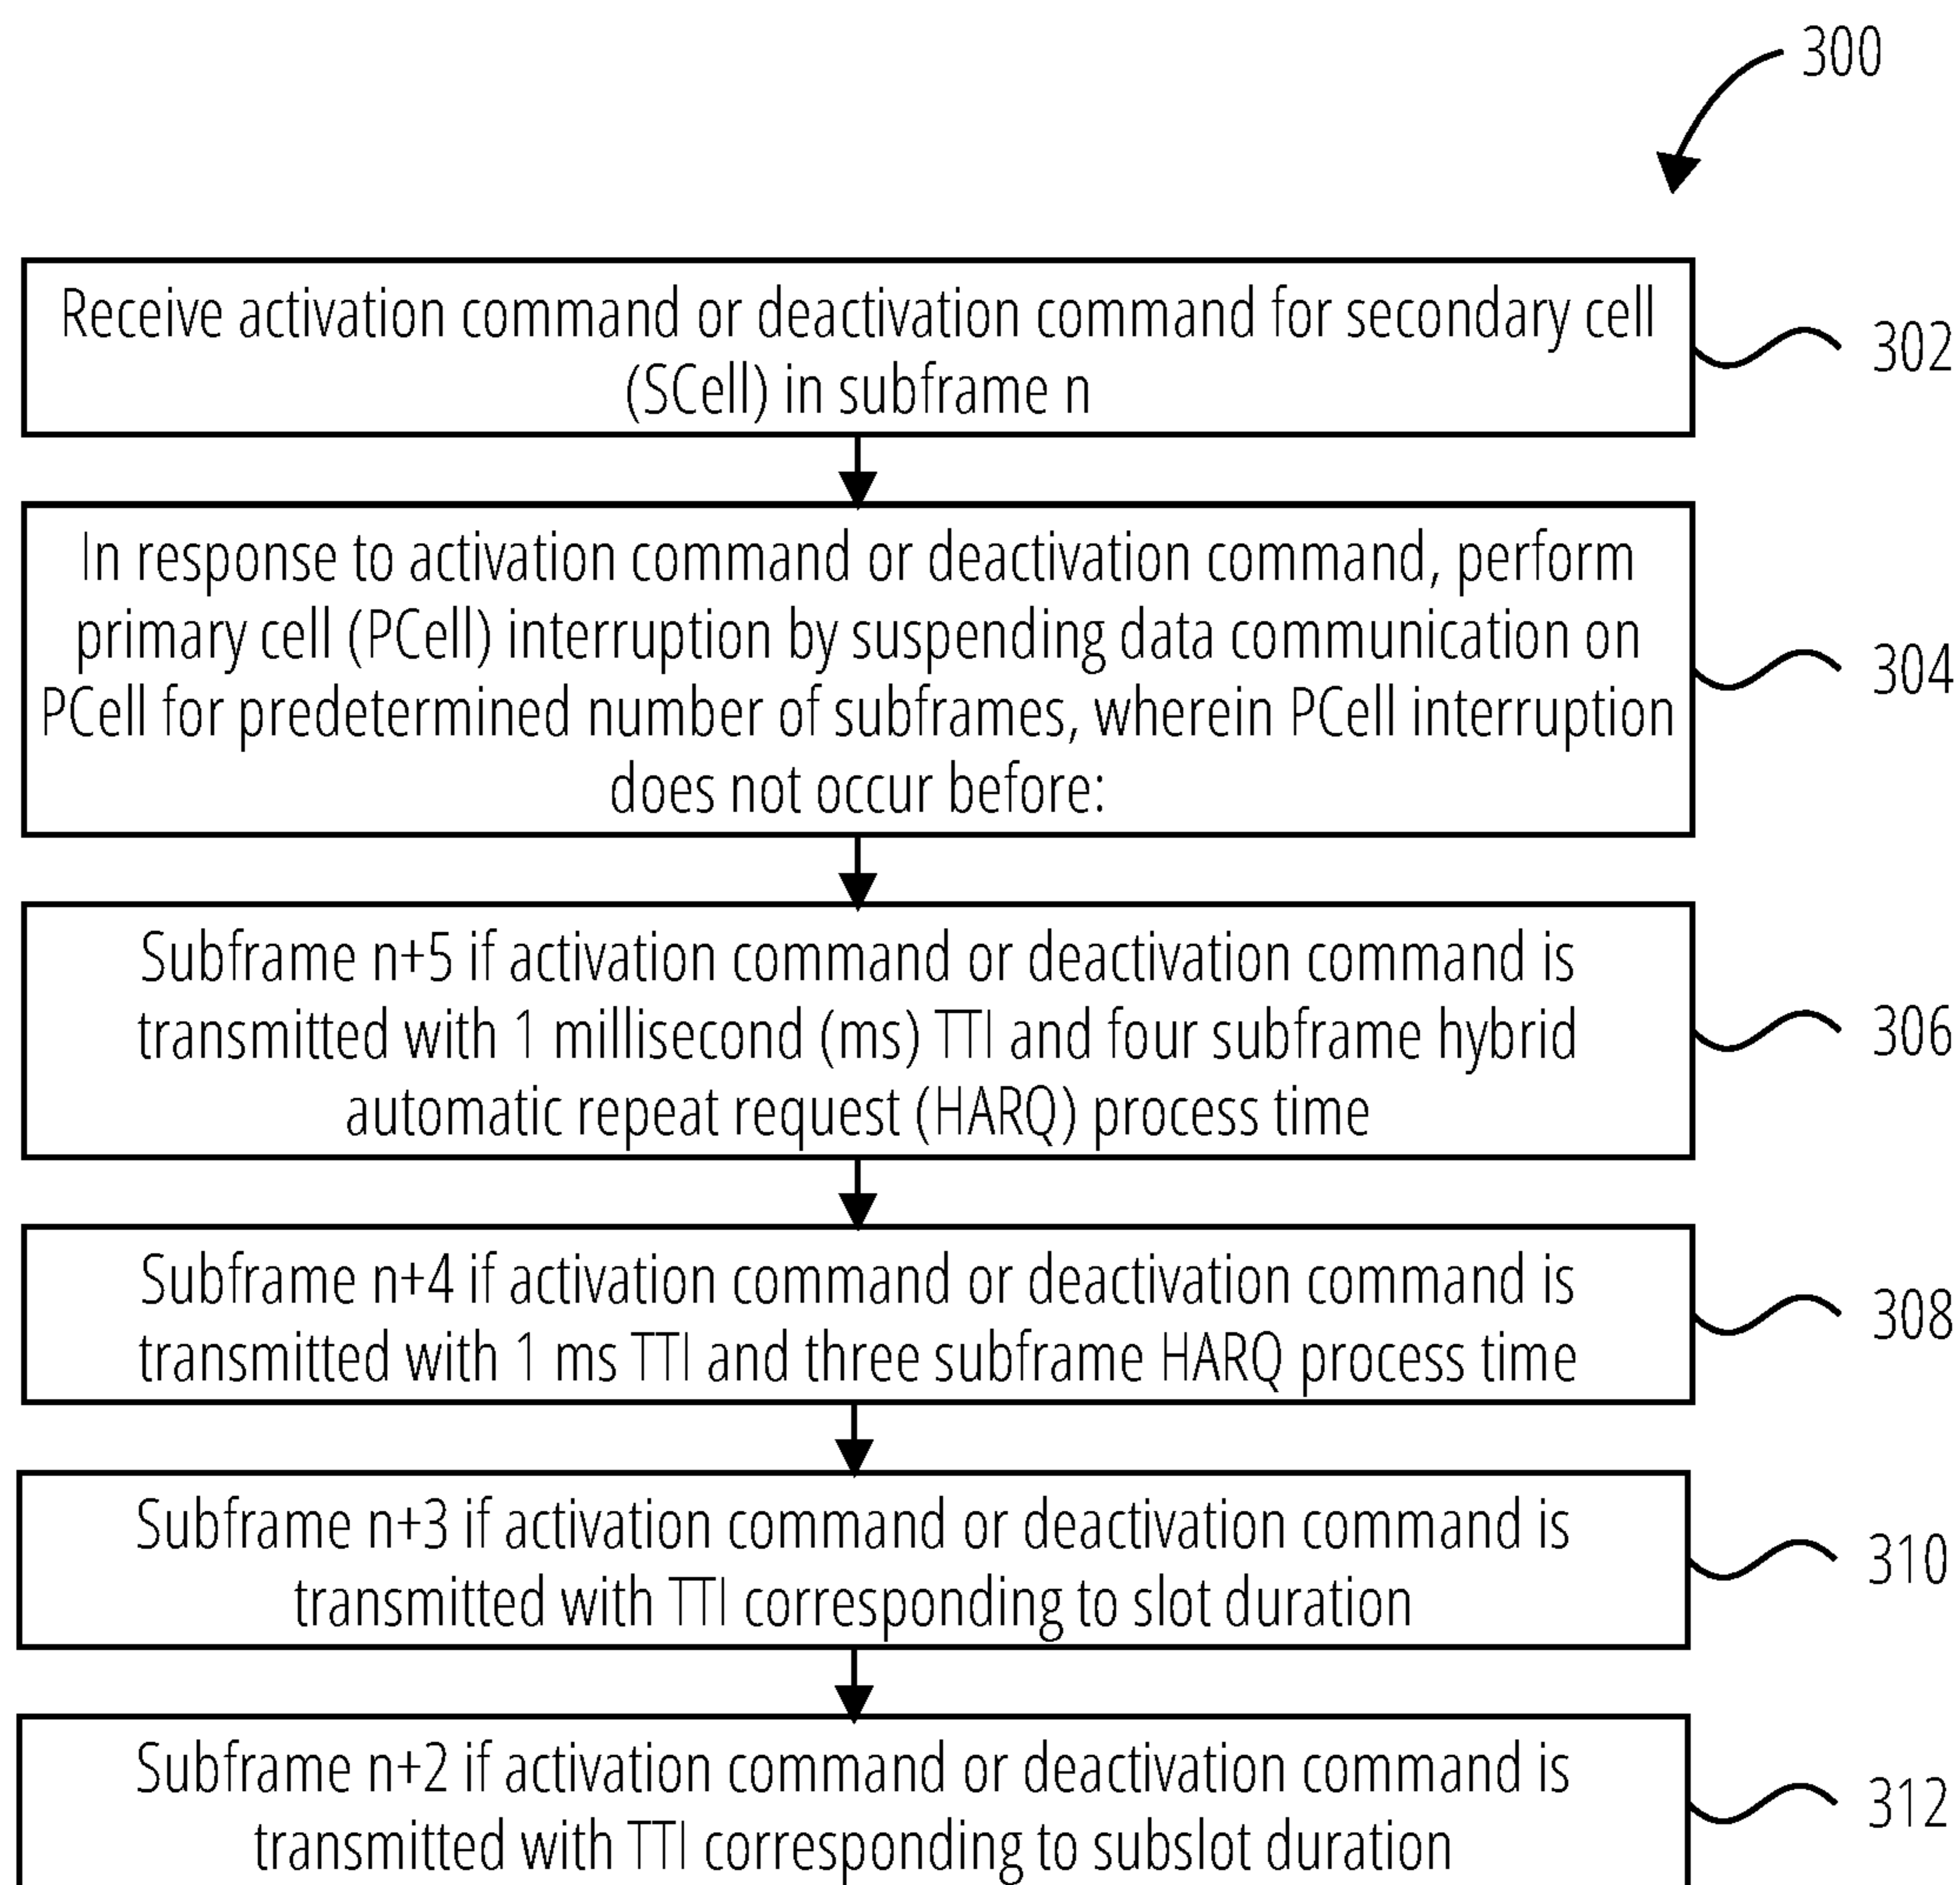 300
Receive activation command or deactivation command for secondary cell
(SCell) in subframe n
302
In response to activation command or deactivation command, perform
primary cell (PCell) interruption by suspending data communication on
PCell for predetermined number of subframes, wherein PCell interruption
does not occur before:
304
Subframe n+5 if activation command or deactivation command is
transmitted with 1 millisecond (ms) TTI and four subframe hybrid
automatic repeat request (HARQ) process time
306
Subframe n+4 if activation command or deactivation command is
transmitted with 1 ms TTI and three subframe HARQ process time
308
Subframe n+3 if activation command or deactivation command is
transmitted with TTI corresponding to slot duration
310
Subframe n+2 if activation command or deactivation command is
transmitted with TTI corresponding to subslot duration
312